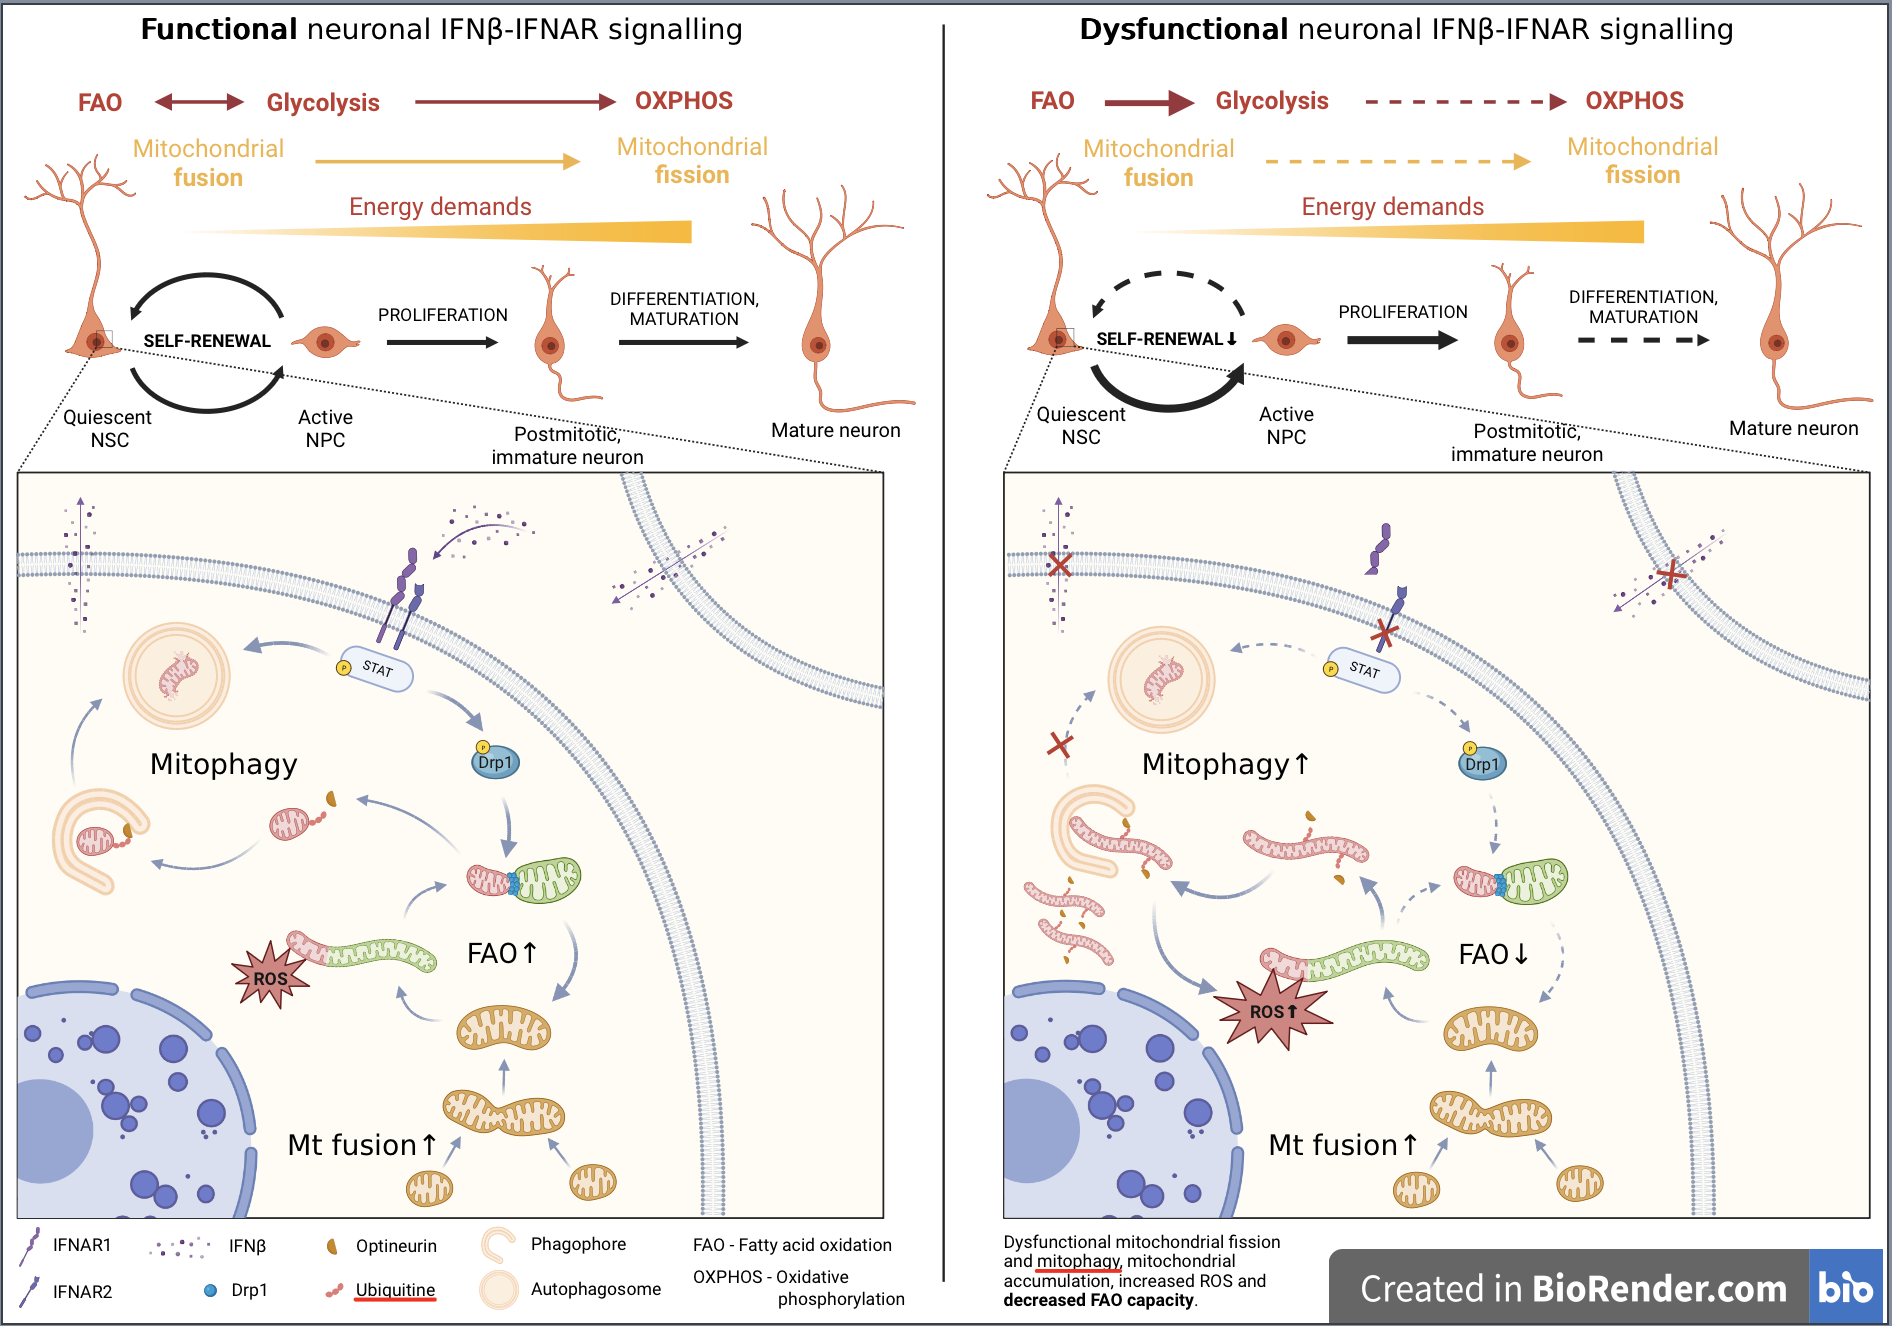 Functional neuronal IFNβ-IFNAR signalling
FAO
Glycolysis
OXPHOS
Mitochondrial
fusion
Mitochondrial
fission
Energy demands
SELF-RENEWAL
PROLIFERATION
DIFFERENTIATION,
MATURATION
Quiescent
NSC
Active
NPC
Postmitotic,
immature neuron
Mature neuron
P
STAT
P
Drp1
Mitophagy
FAO↑
ROS
Mt fusion↑
IFNAR1
IFNβ
Optineurin
Phagophore
FAO - Fatty acid oxidation
IFNAR2
Drp1
Ubiquitine
Autophagosome
OXPHOS - Oxidative
phosphorylation
Dysfunctional neuronal IFNβ-IFNAR signalling
FAO
Glycolysis
OXPHOS
Mitochondrial
fusion
Mitochondrial
fission
Energy demands
SELF-RENEWAL↓
PROLIFERATION
DIFFERENTIATION,
MATURATION
Quiescent
NSC
Active
NPC
Postmitotic,
immature neuron
Mature neuron
P
STAT
P
Drp1
Mitophagy↑
FAO↓
ROS↑
Mt fusion↑
Dysfunctional mitochondrial fission
and mitophagy, mitochondrial
accumulation, increased ROS and
decreased FAO capacity.
Created in BioRender.com bio